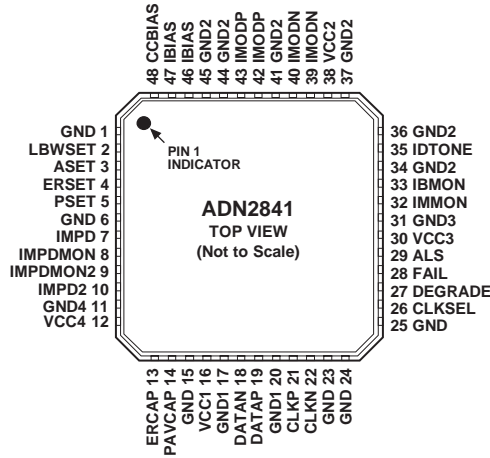 48 CCBIAS
47 IBIAS
46 IBIAS
45 GND2
44 GND2
43 IMODP
42 IMODP
41 GND2
40 IMODN
39 IMODN
38 VCC2
37 GND2
GND 1
LBWSET 2
ASET 3
ERSET 4
PSET 5
GND 6
IMPD 7
IMPDMON 8
IMPDMON2 9
IMPD2 10
GND4 11
VCC4 12
PIN 1
INDICATOR
ADN2841
TOP VIEW
(Not to Scale)
36 GND2
35 IDTONE
34 GND2
33 IBMON
32 IMMON
31 GND3
30 VCC3
29 ALS
28 FAIL
27 DEGRADE
26 CLKSEL
25 GND
ERCAP 13
PAVCAP 14
GND 15
VCC1 16
GND1 17
DATAN 18
DATAP 19
GND1 20
CLKP 21
CLKN 22
GND 23
GND 24